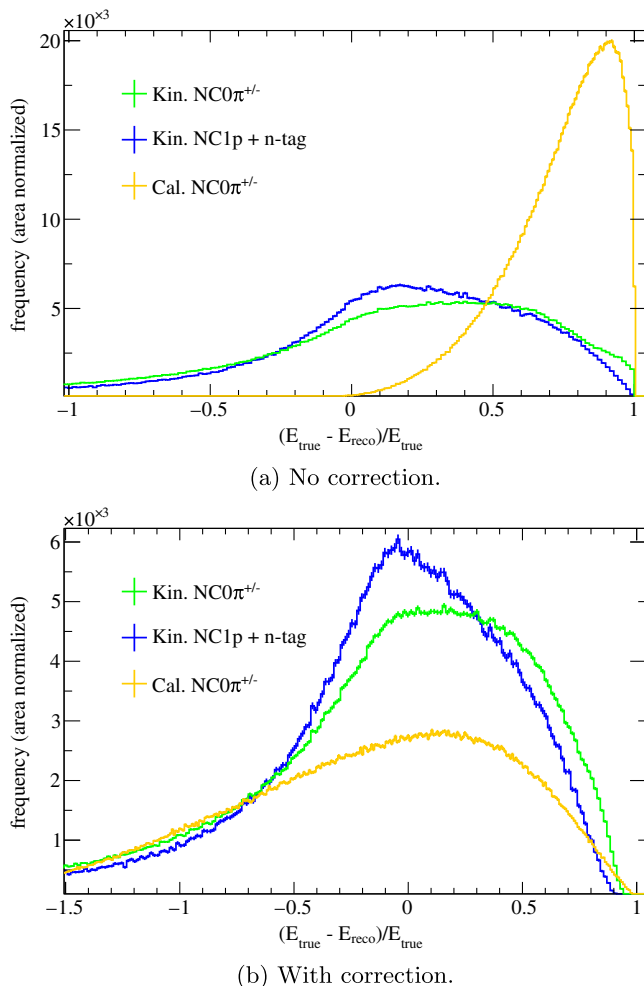 ×10⁻³
20
15
10
5
frequency (area normalized)
Kin. NC0π⁺/⁻
Kin. NC1p + n-tag
Cal. NC0π⁺/⁻
−1 −0.5 0 0.5 1
(E_true - E_reco)/E_true
(a) No correction.
×10⁻³
6
5
4
3
2
1
frequency (area normalized)
Kin. NC0π⁺/⁻
Kin. NC1p + n-tag
Cal. NC0π⁺/⁻
−1.5 −1 −0.5 0 0.5 1
(E_true - E_reco)/E_true
(b) With correction.